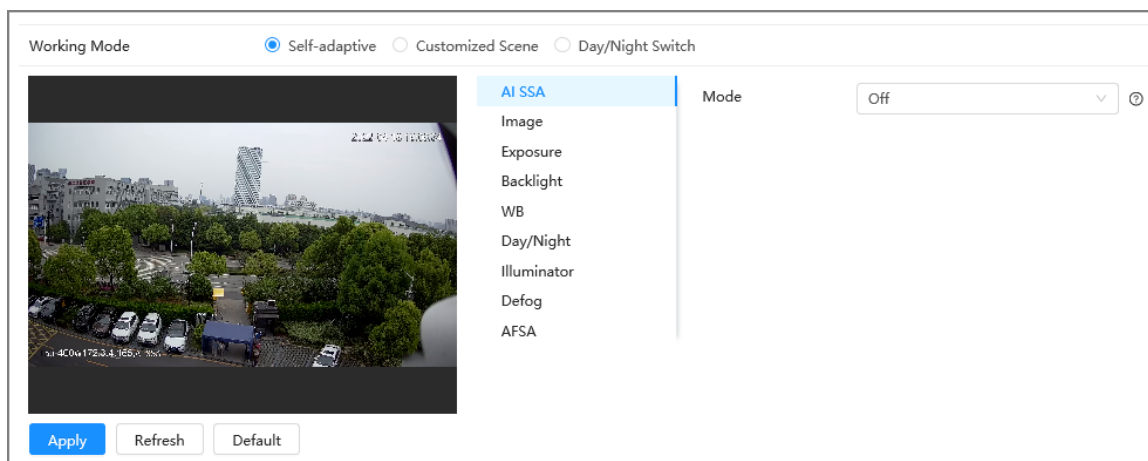 Working Mode Self-adaptive Customized Scene Day/Night Switch
AI SSA
Mode Off
Image
Exposure
Backlight
WB
Day/Night
Illuminator
Defog
AFSA
Apply Refresh Default